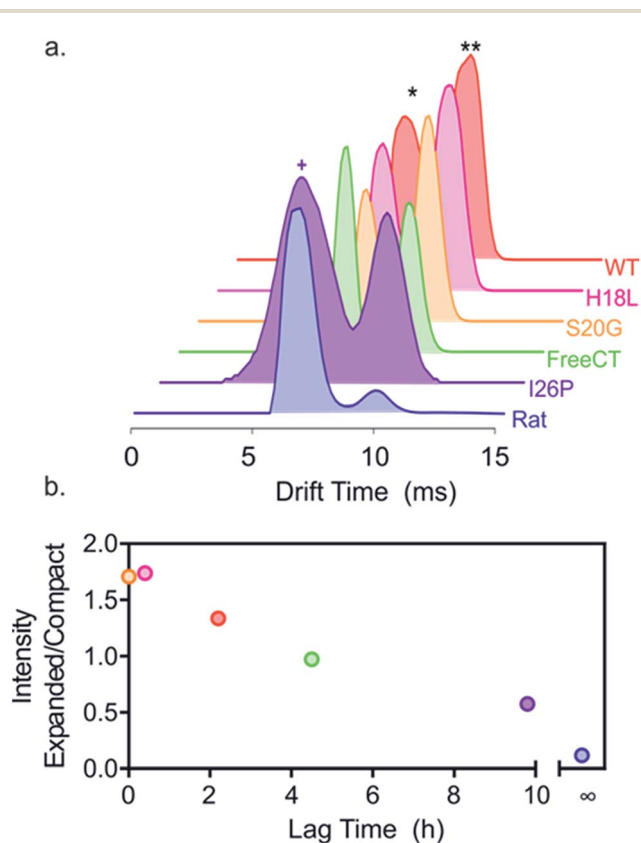 a.
**
*
+
WT
H18L
S20G
FreeCT
I26P
Rat
0 5 10 15
Drift Time (ms)
b.
Intensity
Expanded/Compact
2.0
1.5
1.0
0.5
0.0
0 2 4 6 8 10 ∞
Lag Time (h)